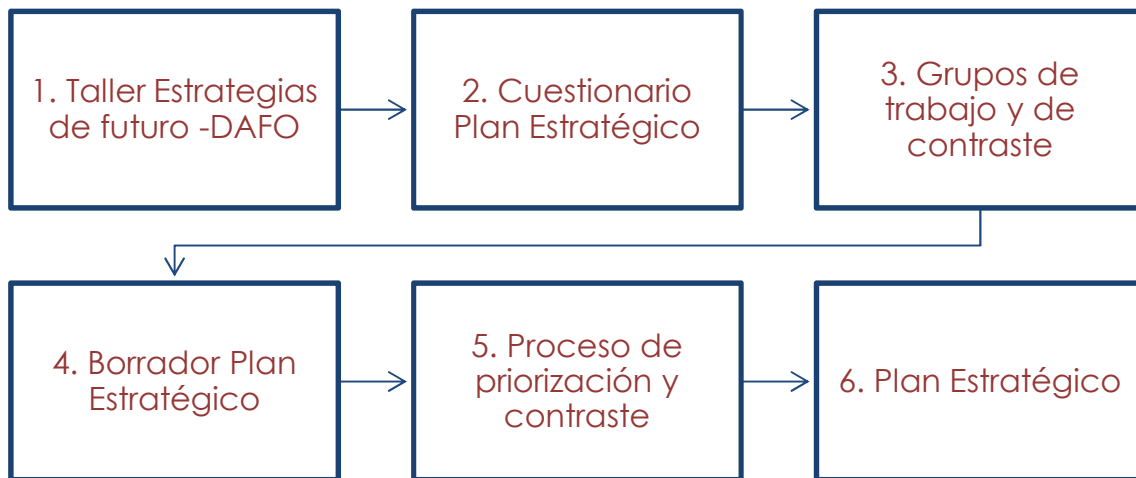 1. Taller Estrategias
de futuro -DAFO
2. Cuestionario
Plan Estratégico
3. Grupos de
trabajo y de
contraste
4. Borrador Plan
Estratégico
5. Proceso de
priorización y
contraste
6. Plan Estratégico